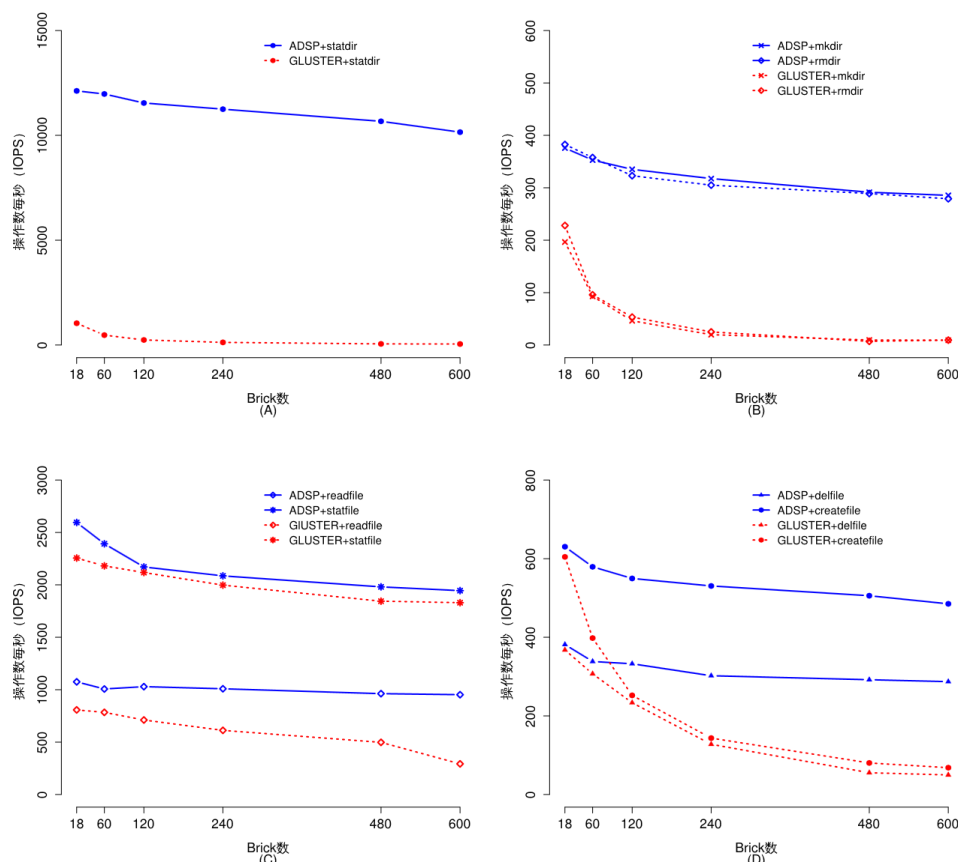 15000
10000
5000
0
操作数每秒（IOPS）
ADSP+statdir
GLUSTER+statdir
18 60 120 240 480 600
Brick数
(A)
600
500
400
300
200
100
0
操作数每秒（IOPS）
ADSP+mkdir
ADSP+rmdir
GLUSTER+mkdir
GLUSTER+rmdir
18 60 120 240 480 600
Brick数
(B)
3000
2500
2000
1500
1000
500
0
操作数每秒（IOPS）
ADSP+readfile
ADSP+statfile
GlUSTER+readfile
GLUSTER+statfile
18 60 120 240 480 600
Brick数
(C)
800
600
400
200
0
操作数每秒（IOPS）
ADSP+delfile
ADSP+createfile
GLUSTER+delfile
GLUSTER+createfile
18 60 120 240 480 600
Brick数
(D)